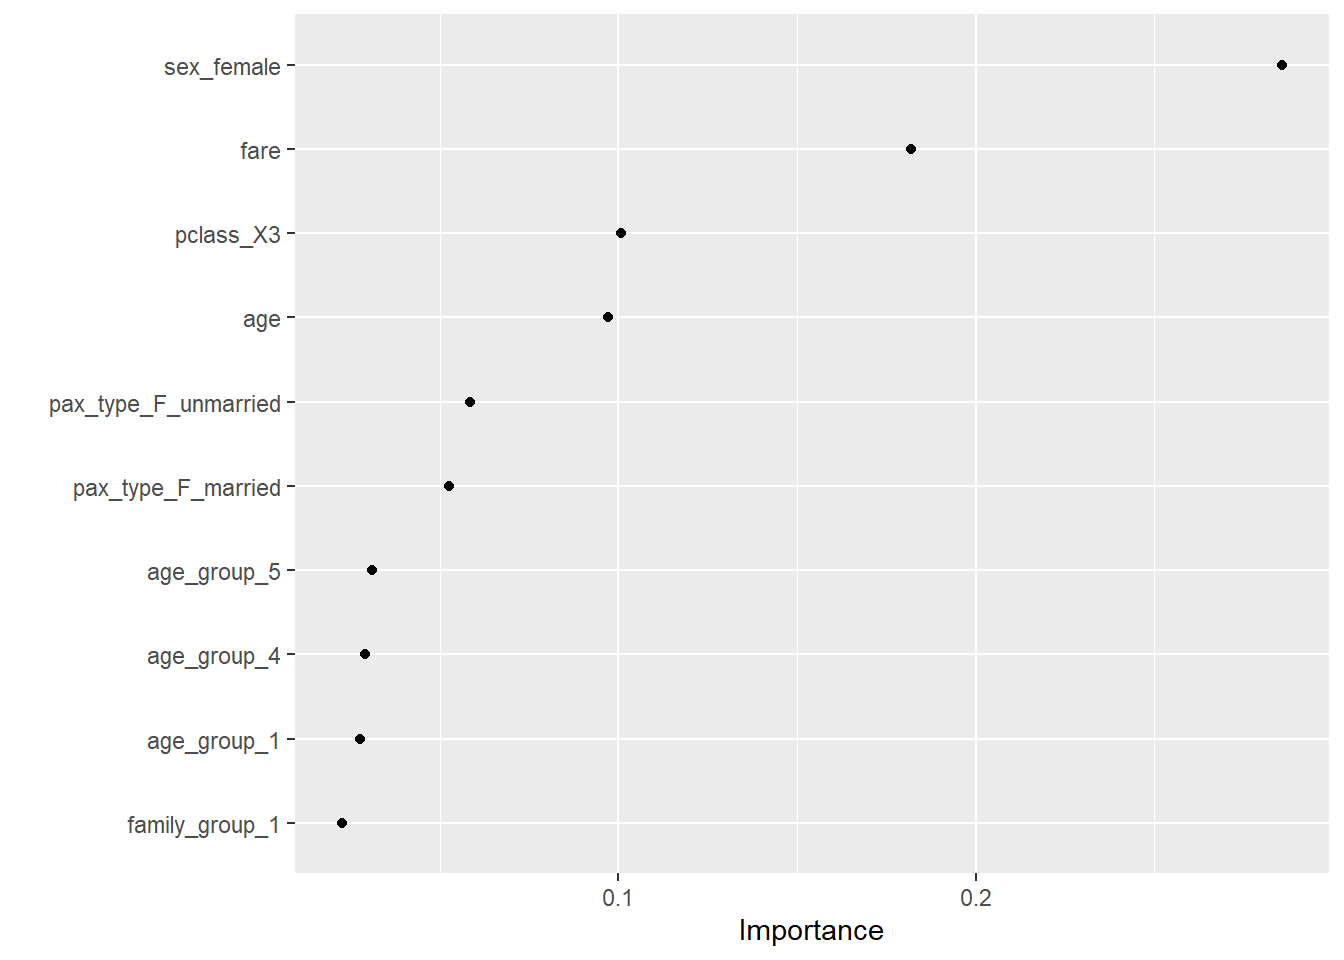 sex_female
fare
pclass_X3
age
pax_type_F_unmarried
pax_type_F_married
age_group_5
age_group_4
age_group_1
family_group_1
0.1 0.2
Importance